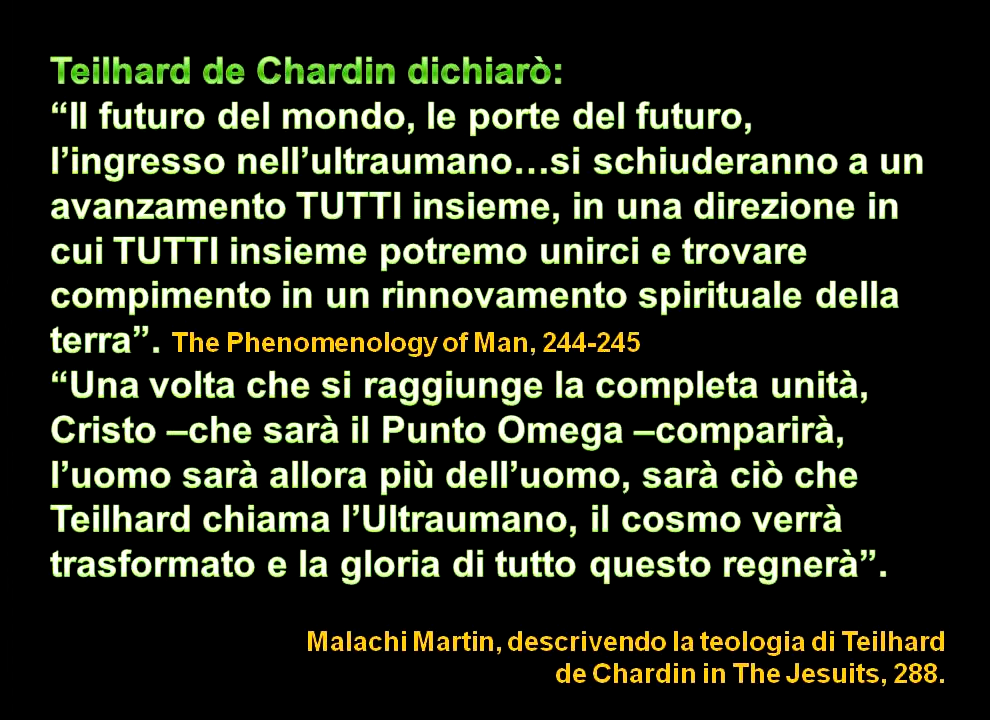 Teilhard de Chardin dichiarò:
“Il futuro del mondo, le porte del futuro,
l’ingresso nell’ultraumano…si schiuderanno a un
avanzamento TUTTI insieme, in una direzione in
cui TUTTI insieme potremo unirci e trovare
compimento in un rinnovamento spirituale della
terra”. The Phenomenology of Man, 244-245
“Una volta che si raggiunge la completa unità,
Cristo –che sarà il Punto Omega –comparirà,
l’uomo sarà allora più dell’uomo, sarà ciò che
Teilhard chiama l’Ultraumano, il cosmo verrà
trasformato e la gloria di tutto questo regnerà”.
Malachi Martin, descrivendo la teologia di Teilhard
de Chardin in The Jesuits, 288.